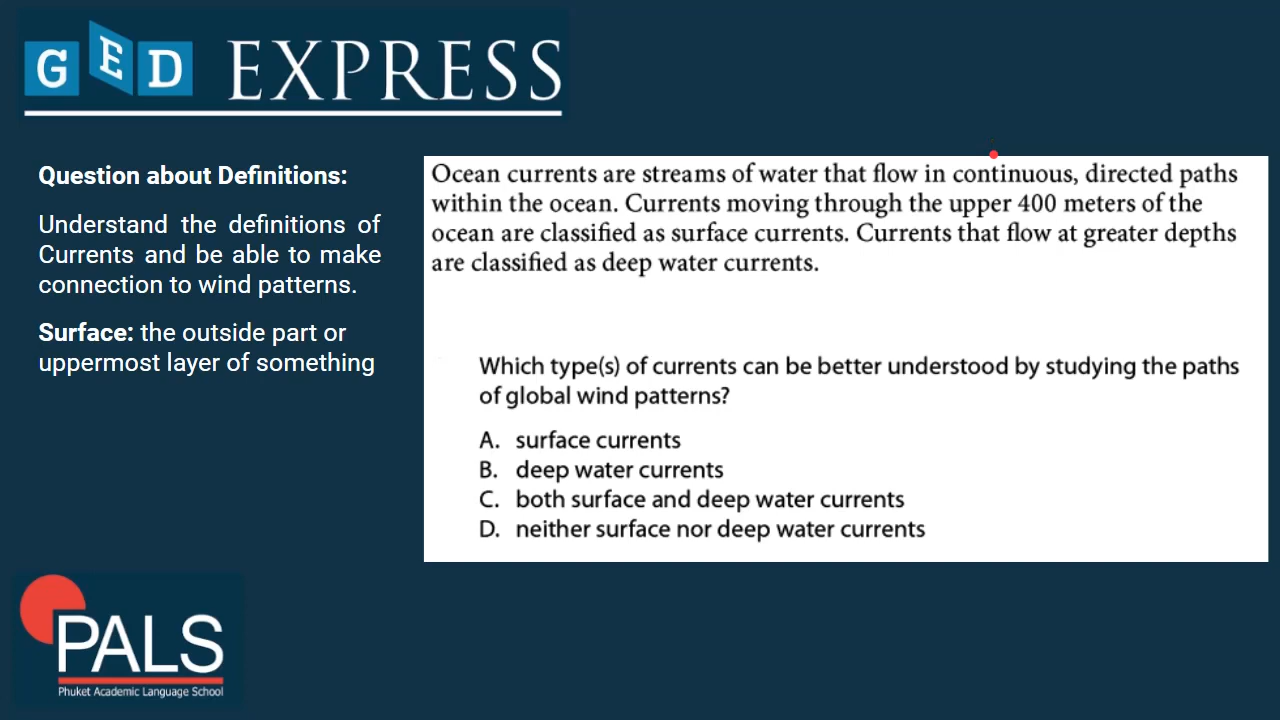 GED EXPRESS
Question about Definitions:
Understand the definitions of
Currents and be able to make
connection to wind patterns.
Surface: the outside part or
uppermost layer of something
Ocean currents are streams of water that flow in continuous, directed paths
within the ocean. Currents moving through the upper 400 meters of the
ocean are classified as surface currents. Currents that flow at greater depths
are classified as deep water currents.
Which type(s) of currents can be better understood by studying the paths
of global wind patterns?
A. surface currents
B. deep water currents
C. both surface and deep water currents
D. neither surface nor deep water currents
PALS
Phuket Academic Language School